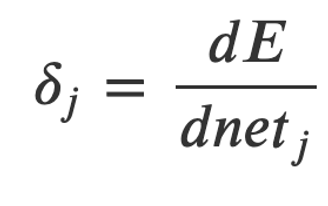 δ_j = dE / dnet_j